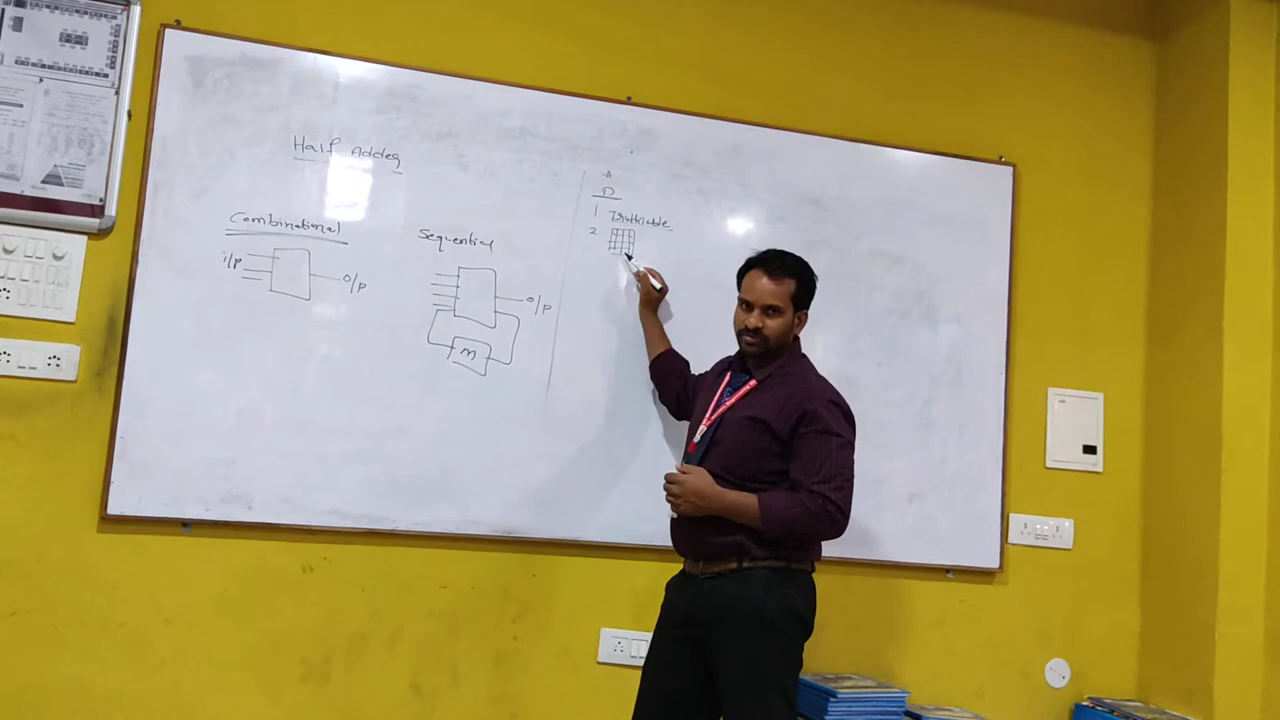 Half Adder
Combinational
i/p
o/p
Sequential
o/p
m
D
1 Truthtable
2